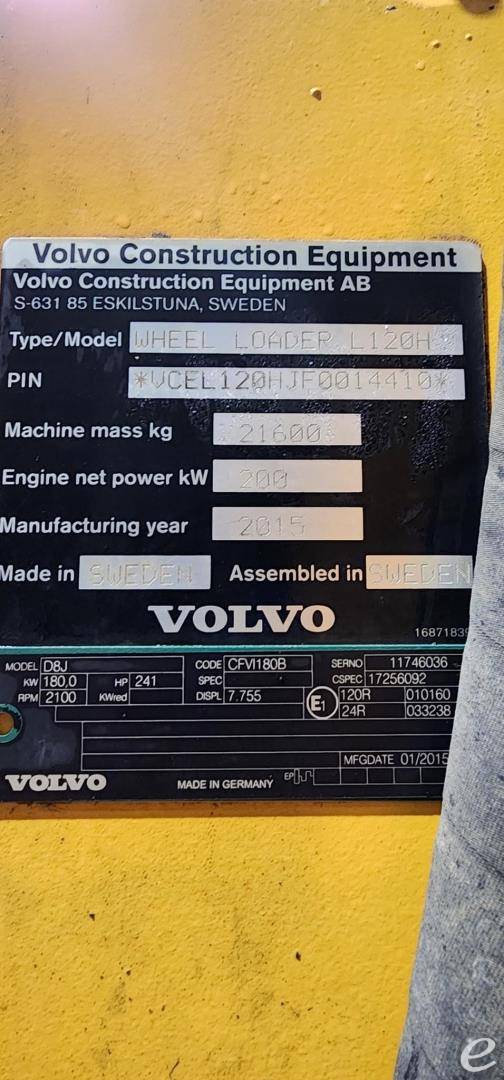 Volvo Construction Equipment
Volvo Construction Equipment AB
S-631 85 ESKILSTUNA, SWEDEN
Type/Model WHEEL LOADER L120H
PIN *VCEL120HJF0014410*
Machine mass kg 21600
Engine net power kW 200
Manufacturing year 2015
Made in SWEDEN Assembled in SWEDEN
VOLVO
MODEL D8J CODE CFVI180B SERNO 11746036
KW 180,0 HP 241 SPEC CSPEC 17256092
RPM 2100 KWred DISPL 7.755 E1 120R 010160
24R 033238
MFGDATE 01/2015
VOLVO MADE IN GERMANY EP
e